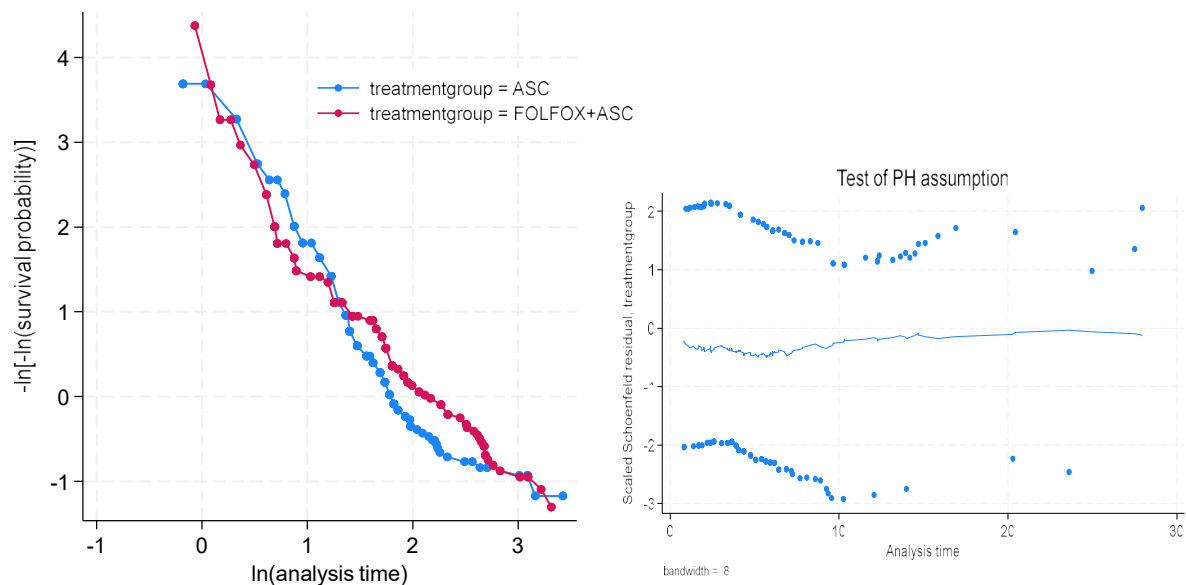 -ln[-ln(survival probability)]
4
3
2
1
0
-1
treatmentgroup = ASC
treatmentgroup = FOLFOX+ASC
-1 0 1 2 3
ln(analysis time)
Test of PH assumption
Scaled Schoenfeld residual, treatmentgroup
2
1
0
-1
-2
-3
0 10 20 30
Analysis time
bandwidth = 8